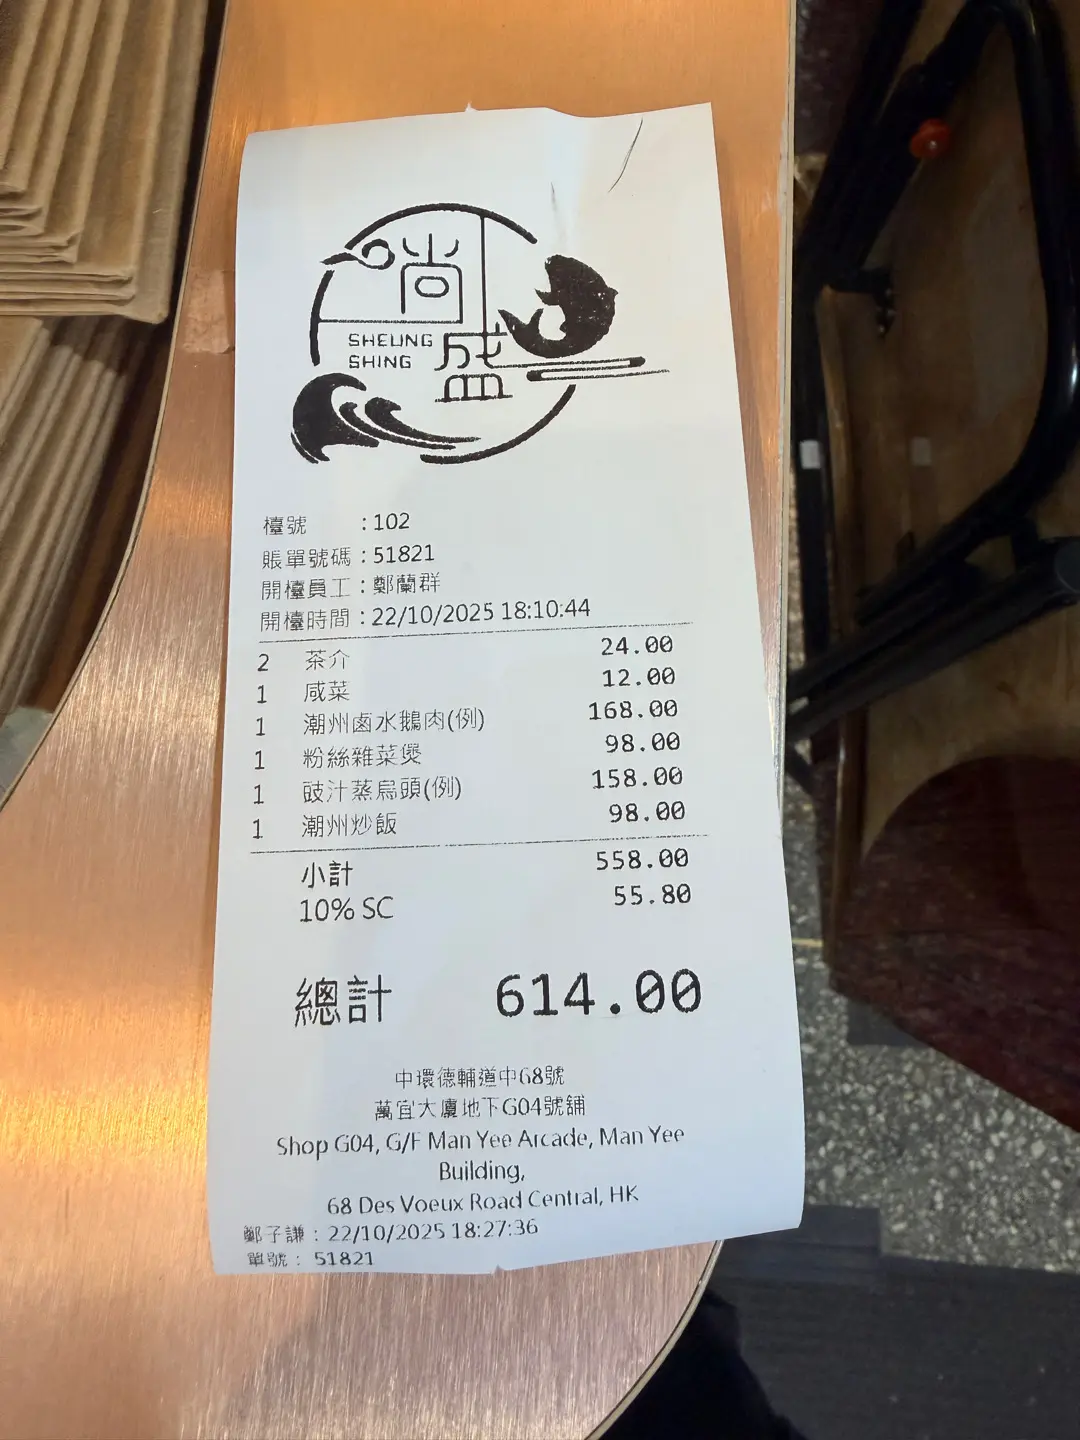 尚盛
SHEUNG
SHING
檯號 : 102
賬單號碼 : 51821
開檯員工 : 鄭蘭群
開檯時間 : 22/10/2025 18:10:44
2 茶介 24.00
1 咸菜 12.00
1 潮州鹵水鵝肉(例) 168.00
1 粉絲雜菜煲 98.00
1 豉汁蒸烏頭(例) 158.00
1 潮州炒飯 98.00
小計 558.00
10% SC 55.80
總計 614.00
中環德輔道中68號
萬宜大廈地下G04號舖
Shop G04, G/F Man Yee Arcade, Man Yee
Building,
68 Des Voeux Road Central, HK
鄭子謙 : 22/10/2025 18:27:36
單號 : 51821